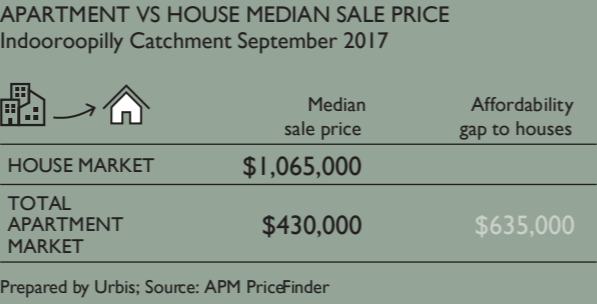 APARTMENT VS HOUSE MEDIAN SALE PRICE
Indooroopilly Catchment September 2017
Median
sale price
Affordability
gap to houses
HOUSE MARKET
$1,065,000
TOTAL
APARTMENT
MARKET
$430,000
$635,000
Prepared by Urbis; Source: APM PriceFinder